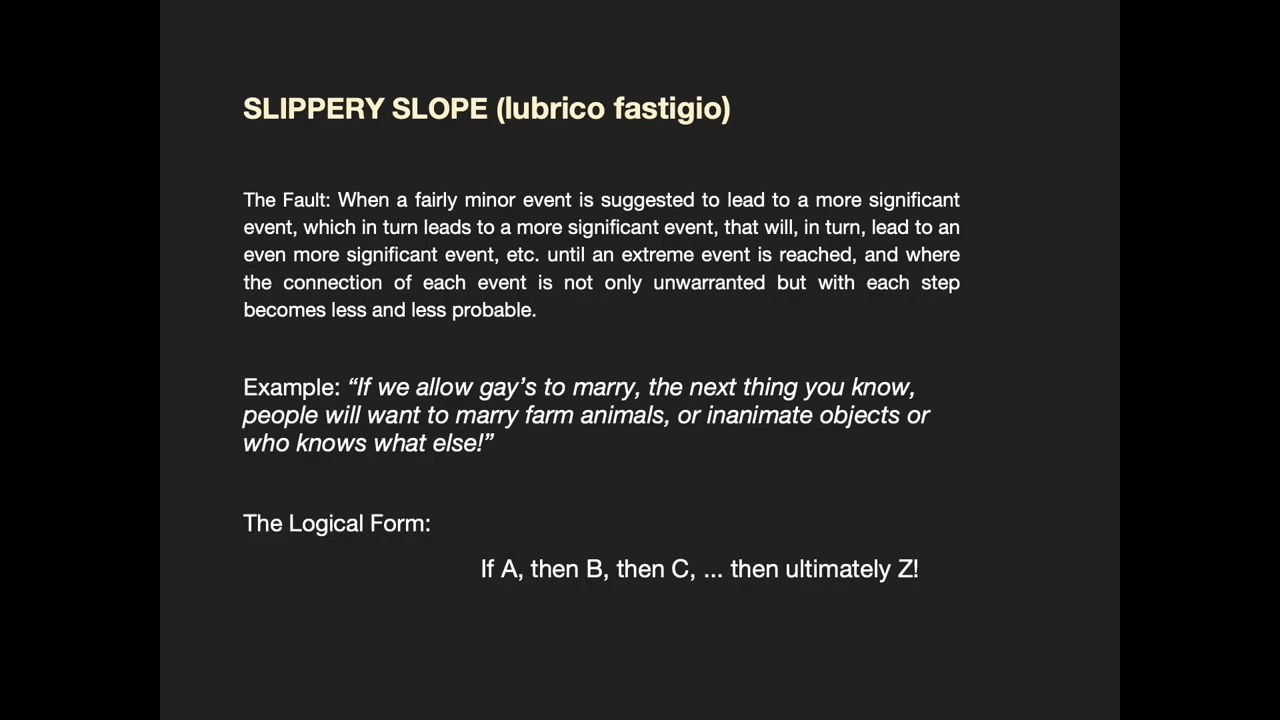 SLIPPERY SLOPE (lubrico fastigio)
The Fault: When a fairly minor event is suggested to lead to a more significant
event, which in turn leads to a more significant event, that will, in turn, lead to an
even more significant event, etc. until an extreme event is reached, and where
the connection of each event is not only unwarranted but with each step
becomes less and less probable.
Example: “If we allow gay’s to marry, the next thing you know,
people will want to marry farm animals, or inanimate objects or
who knows what else!”
The Logical Form:
If A, then B, then C, ... then ultimately Z!